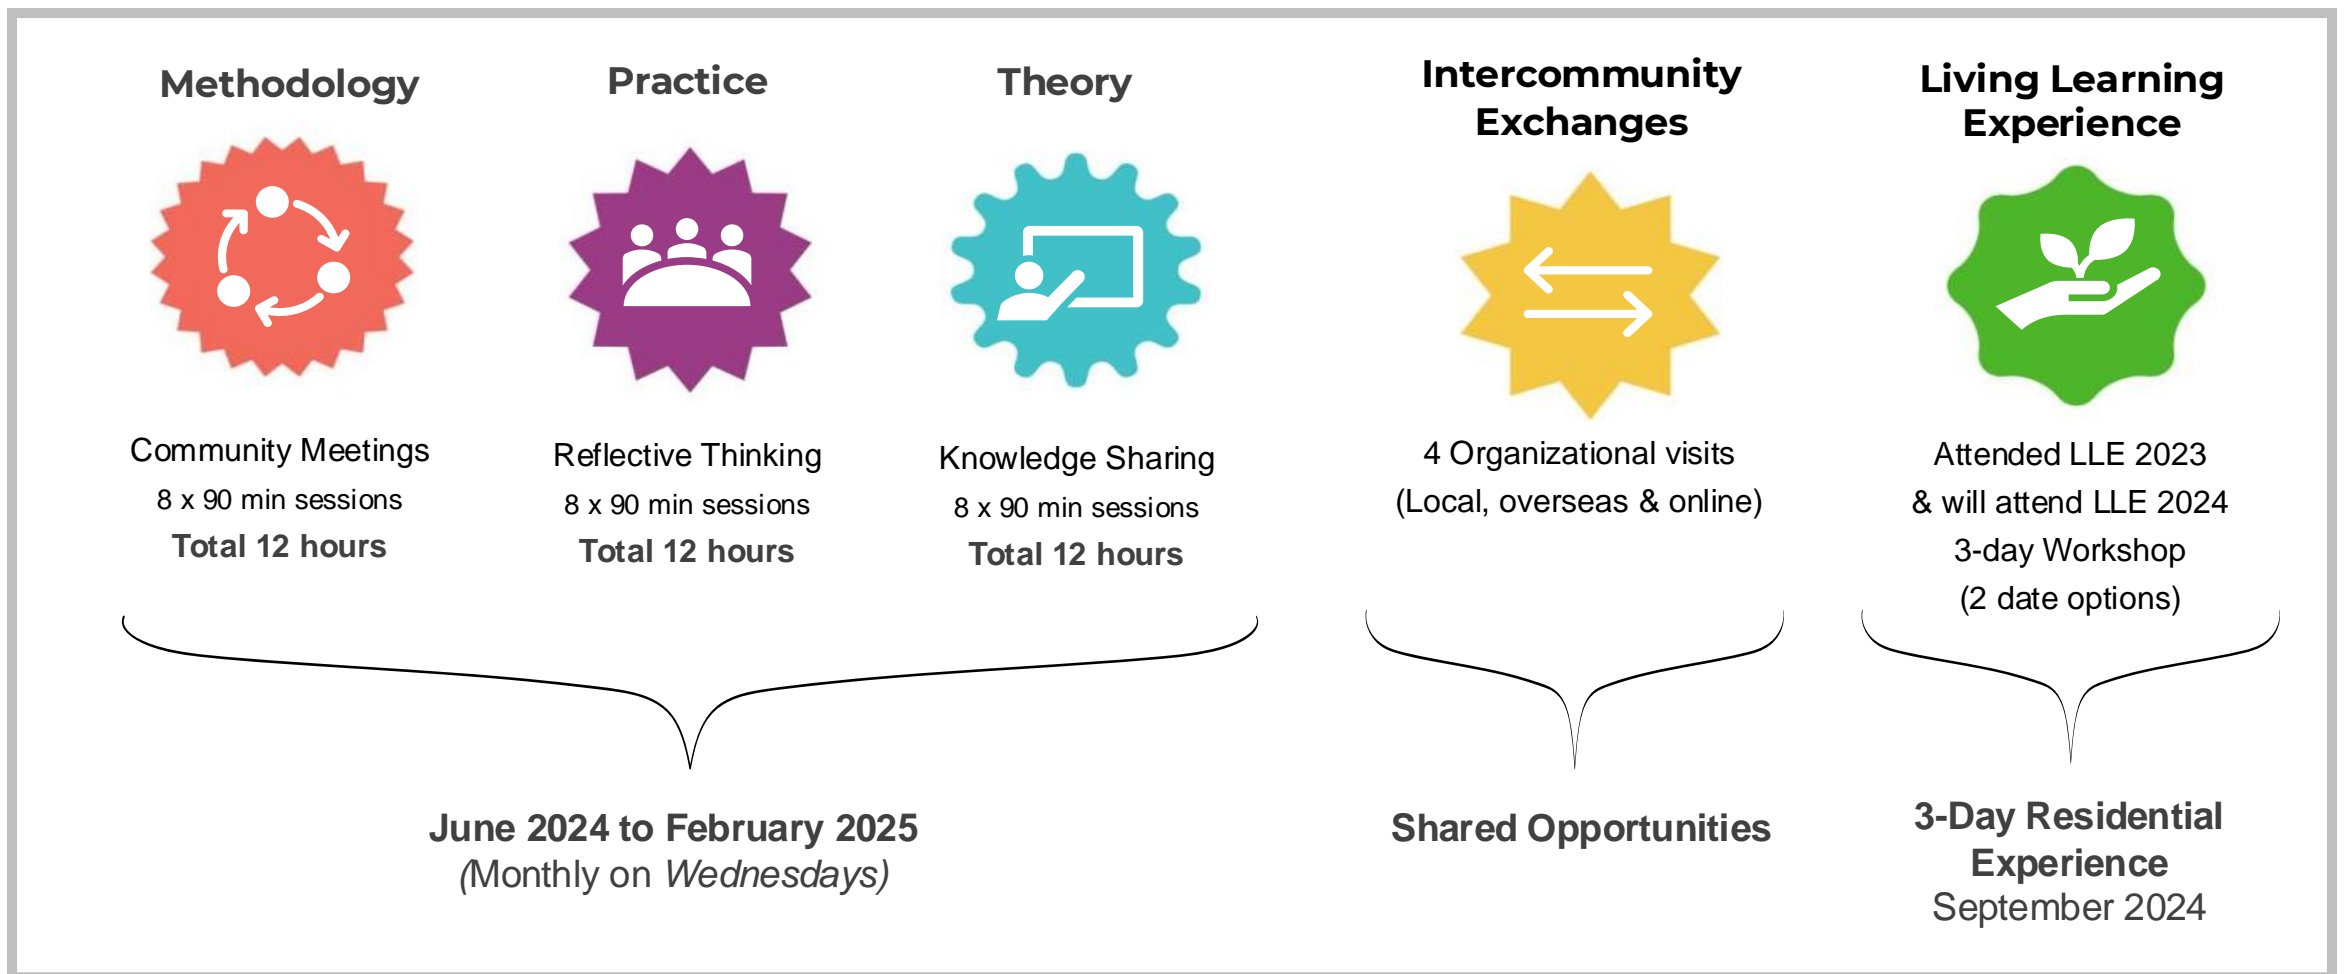 Methodology
Community Meetings
8 x 90 min sessions
Total 12 hours
Practice
Reflective Thinking
8 x 90 min sessions
Total 12 hours
Theory
Knowledge Sharing
8 x 90 min sessions
Total 12 hours
June 2024 to February 2025
(Monthly on Wednesdays)
Intercommunity
Exchanges
4 Organizational visits
(Local, overseas & online)
Shared Opportunities
Living Learning
Experience
Attended LLE 2023
& will attend LLE 2024
3-day Workshop
(2 date options)
3-Day Residential
Experience
September 2024